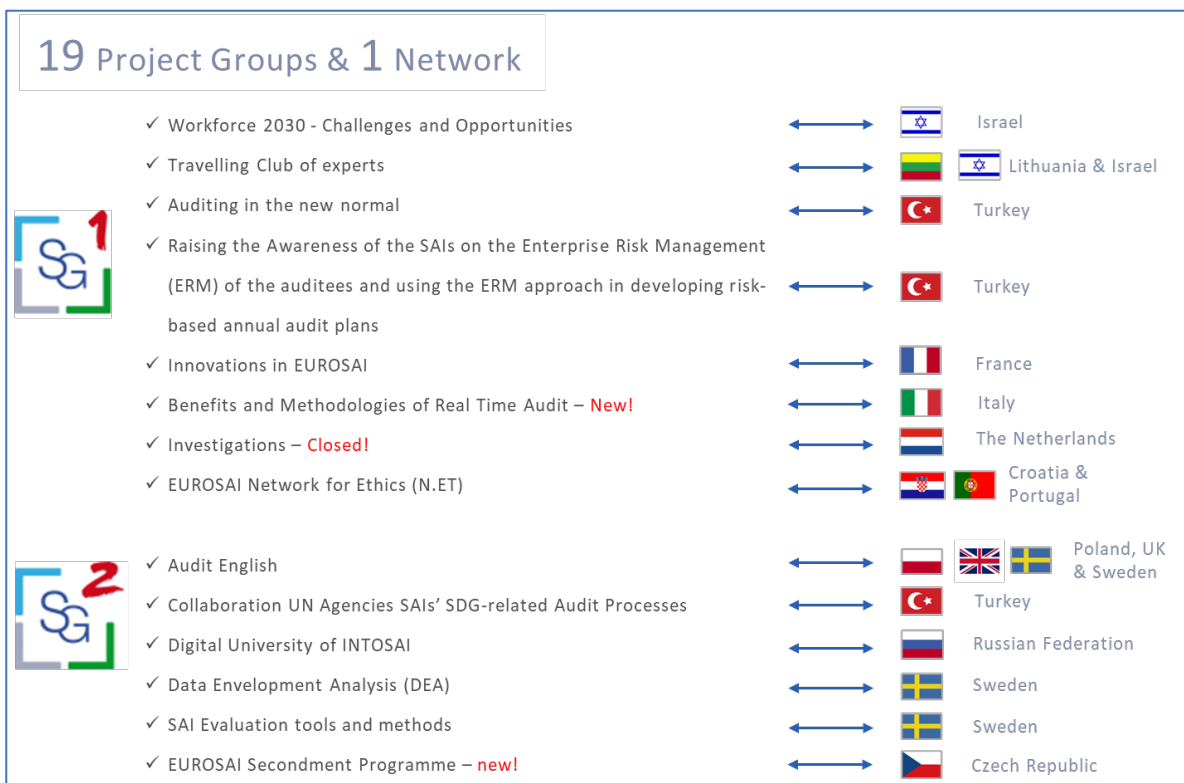 19 Project Groups & 1 Network
✓ Workforce 2030 - Challenges and Opportunities
Israel
✓ Travelling Club of experts
Lithuania & Israel
✓ Auditing in the new normal
Turkey
SG1
✓ Raising the Awareness of the SAIs on the Enterprise Risk Management
(ERM) of the auditees and using the ERM approach in developing risk-
based annual audit plans
Turkey
✓ Innovations in EUROSAI
France
✓ Benefits and Methodologies of Real Time Audit – New!
Italy
✓ Investigations – Closed!
The Netherlands
✓ EUROSAI Network for Ethics (N.ET)
Croatia &
Portugal
SG2
✓ Audit English
Poland, UK
& Sweden
✓ Collaboration UN Agencies SAIs’ SDG-related Audit Processes
Turkey
✓ Digital University of INTOSAI
Russian Federation
✓ Data Envelopment Analysis (DEA)
Sweden
✓ SAI Evaluation tools and methods
Sweden
✓ EUROSAI Secondment Programme – new!
Czech Republic